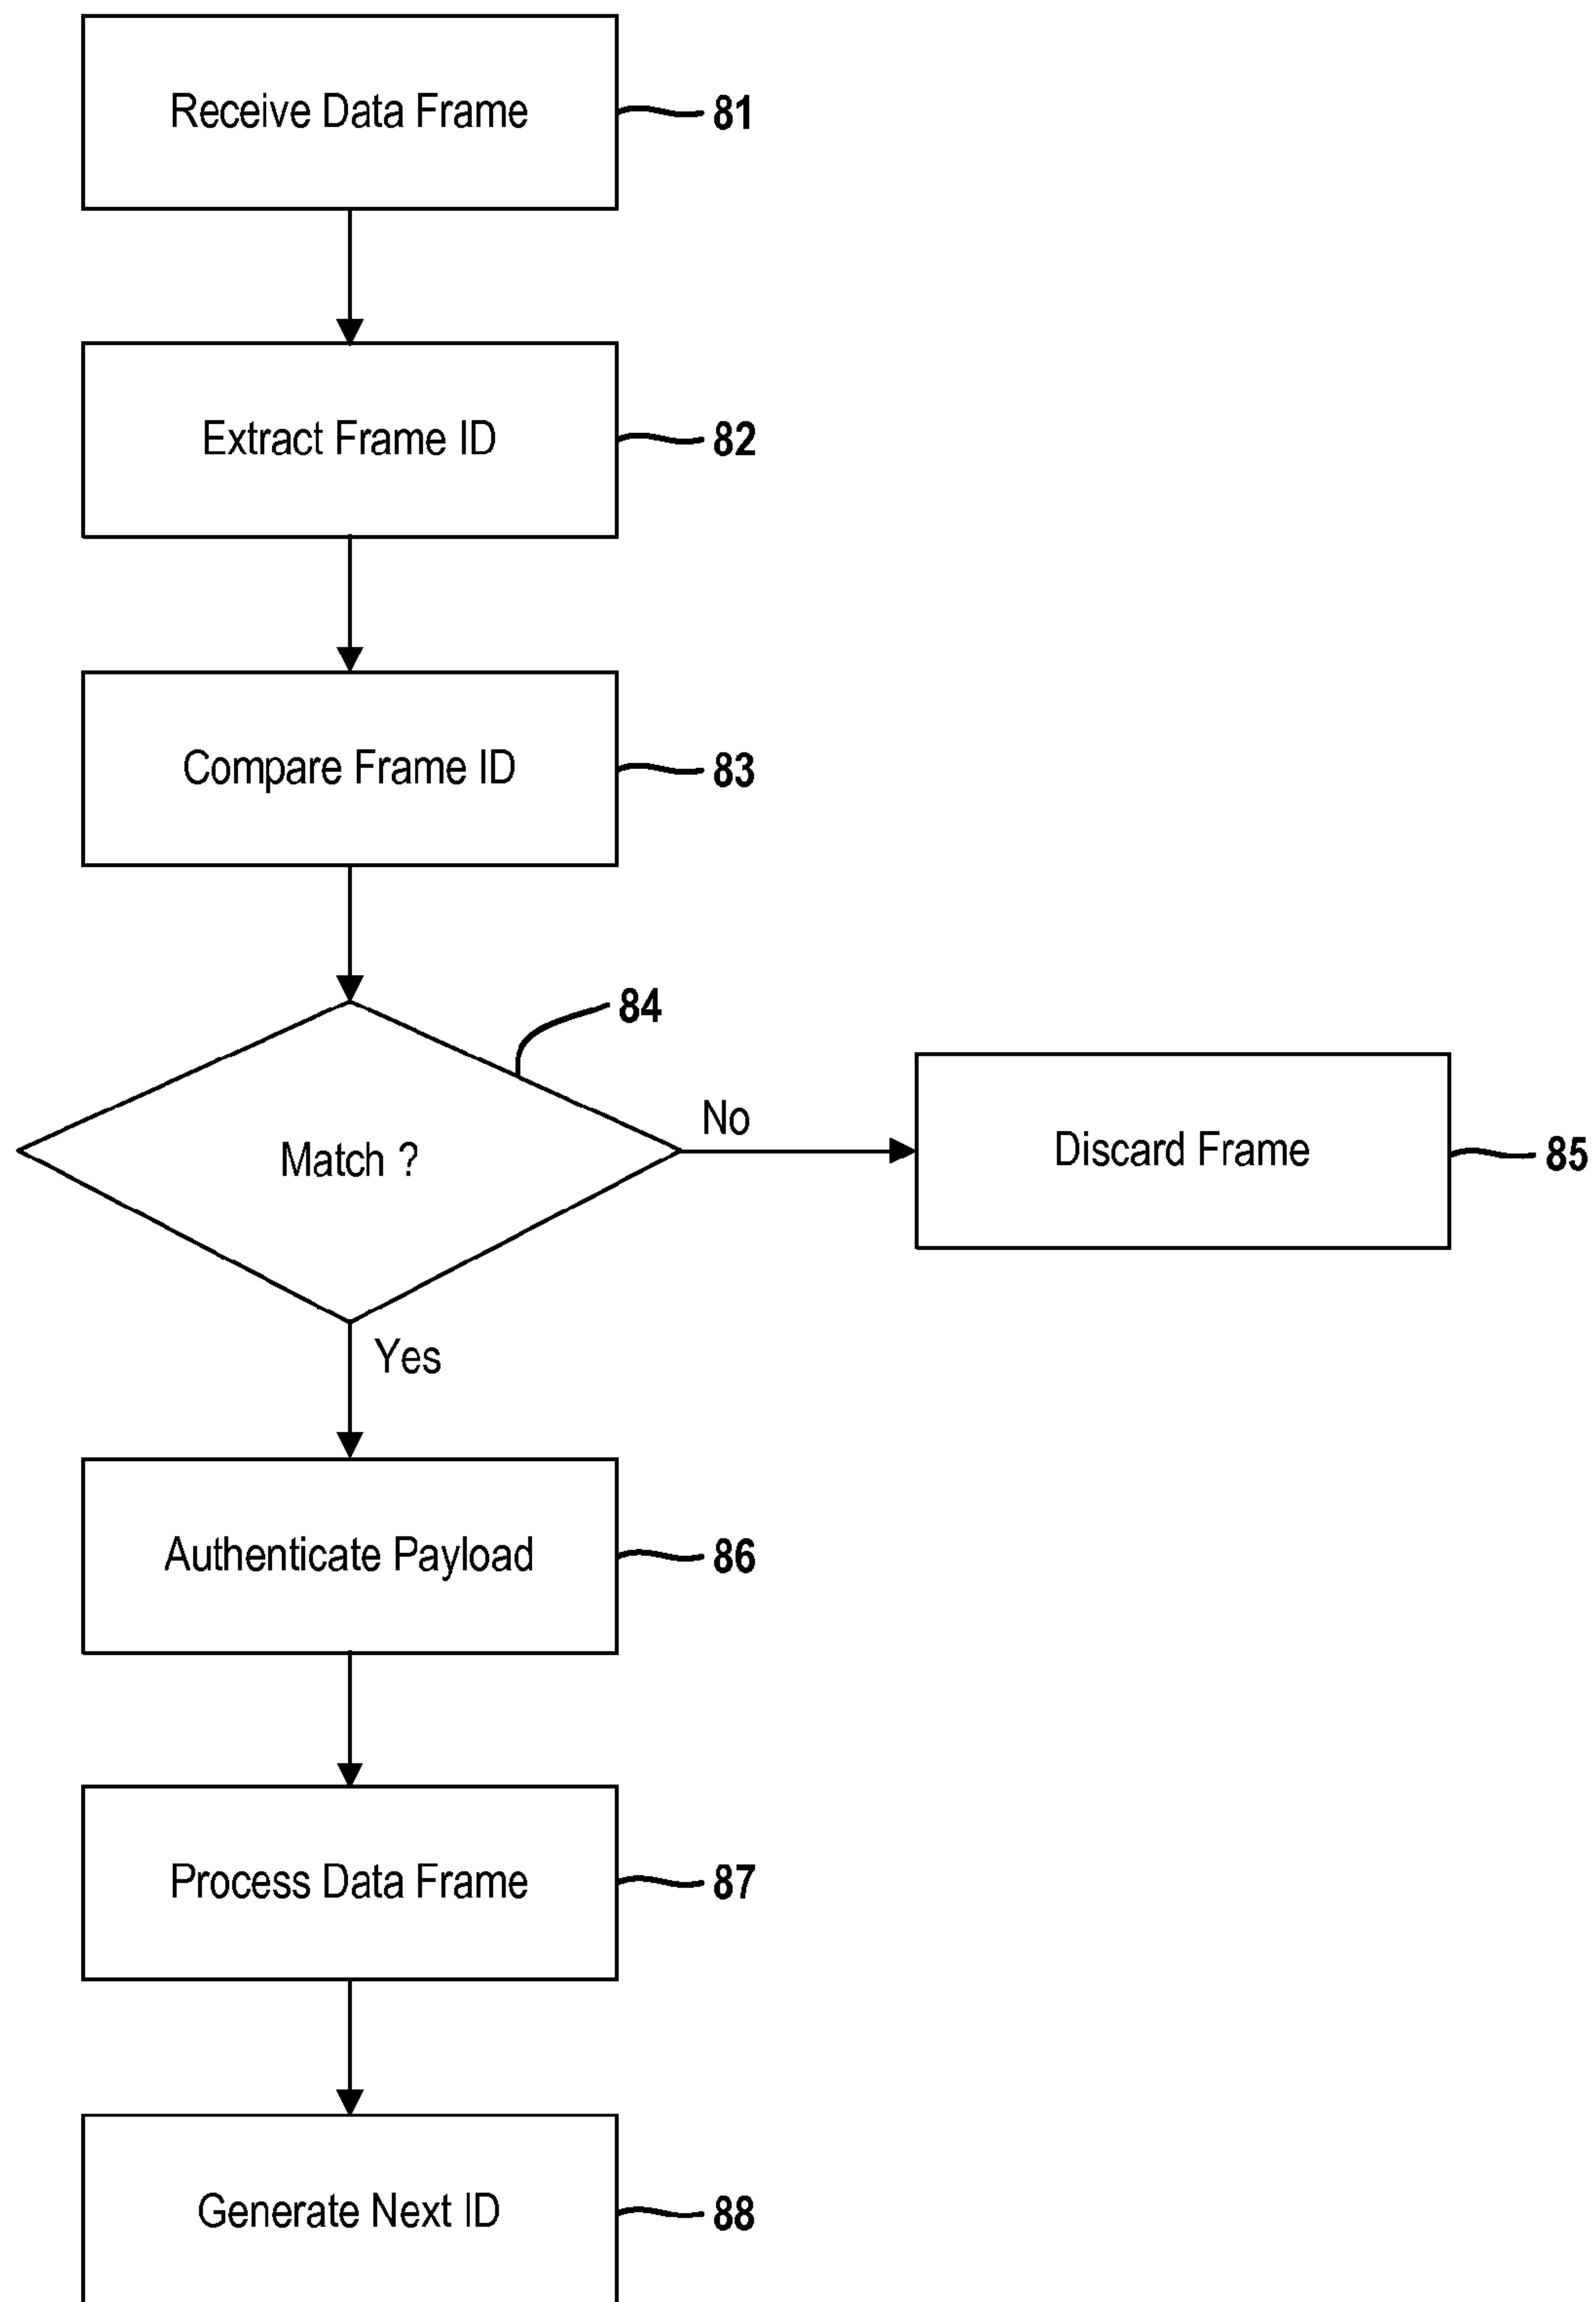 Receive Data Frame 81
Extract Frame ID 82
Compare Frame ID 83
84
Match ?
No
Discard Frame 85
Yes
Authenticate Payload 86
Process Data Frame 87
Generate Next ID 88